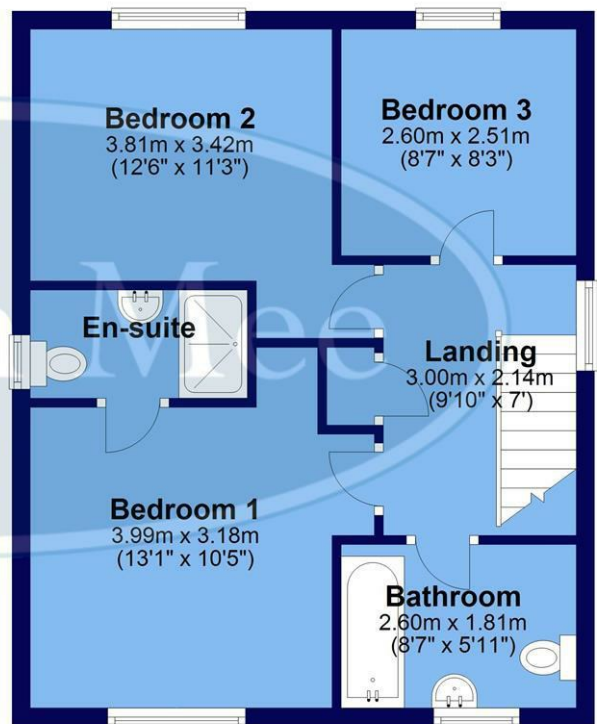 Bedroom 2
3.81m x 3.42m
(12'6" x 11'3")
Bedroom 3
2.60m x 2.51m
(8'7" x 8'3")
En-suite
Mee
Landing
3.00m x 2.14m
(9'10" x 7')
Bedroom 1
3.99m x 3.18m
(13'1" x 10'5")
Bathroom
2.60m x 1.81m
(8'7" x 5'11")